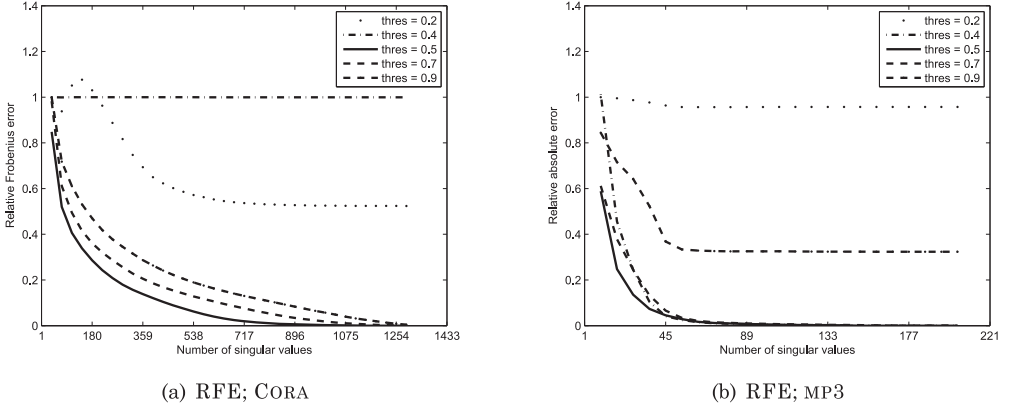 1.4
1.2
1
0.8
0.6
0.4
0.2
0
Relative Frobenius error
thres = 0.2
thres = 0.4
thres = 0.5
thres = 0.7
thres = 0.9
1 180 359 538 717 896 1075 1254 1433
Number of singular values
(a) RFE; CORA
1.4
1.2
1
0.8
0.6
0.4
0.2
0
Relative absolute error
thres = 0.2
thres = 0.4
thres = 0.5
thres = 0.7
thres = 0.9
1 45 89 133 177 221
Number of singular values
(b) RFE; MP3